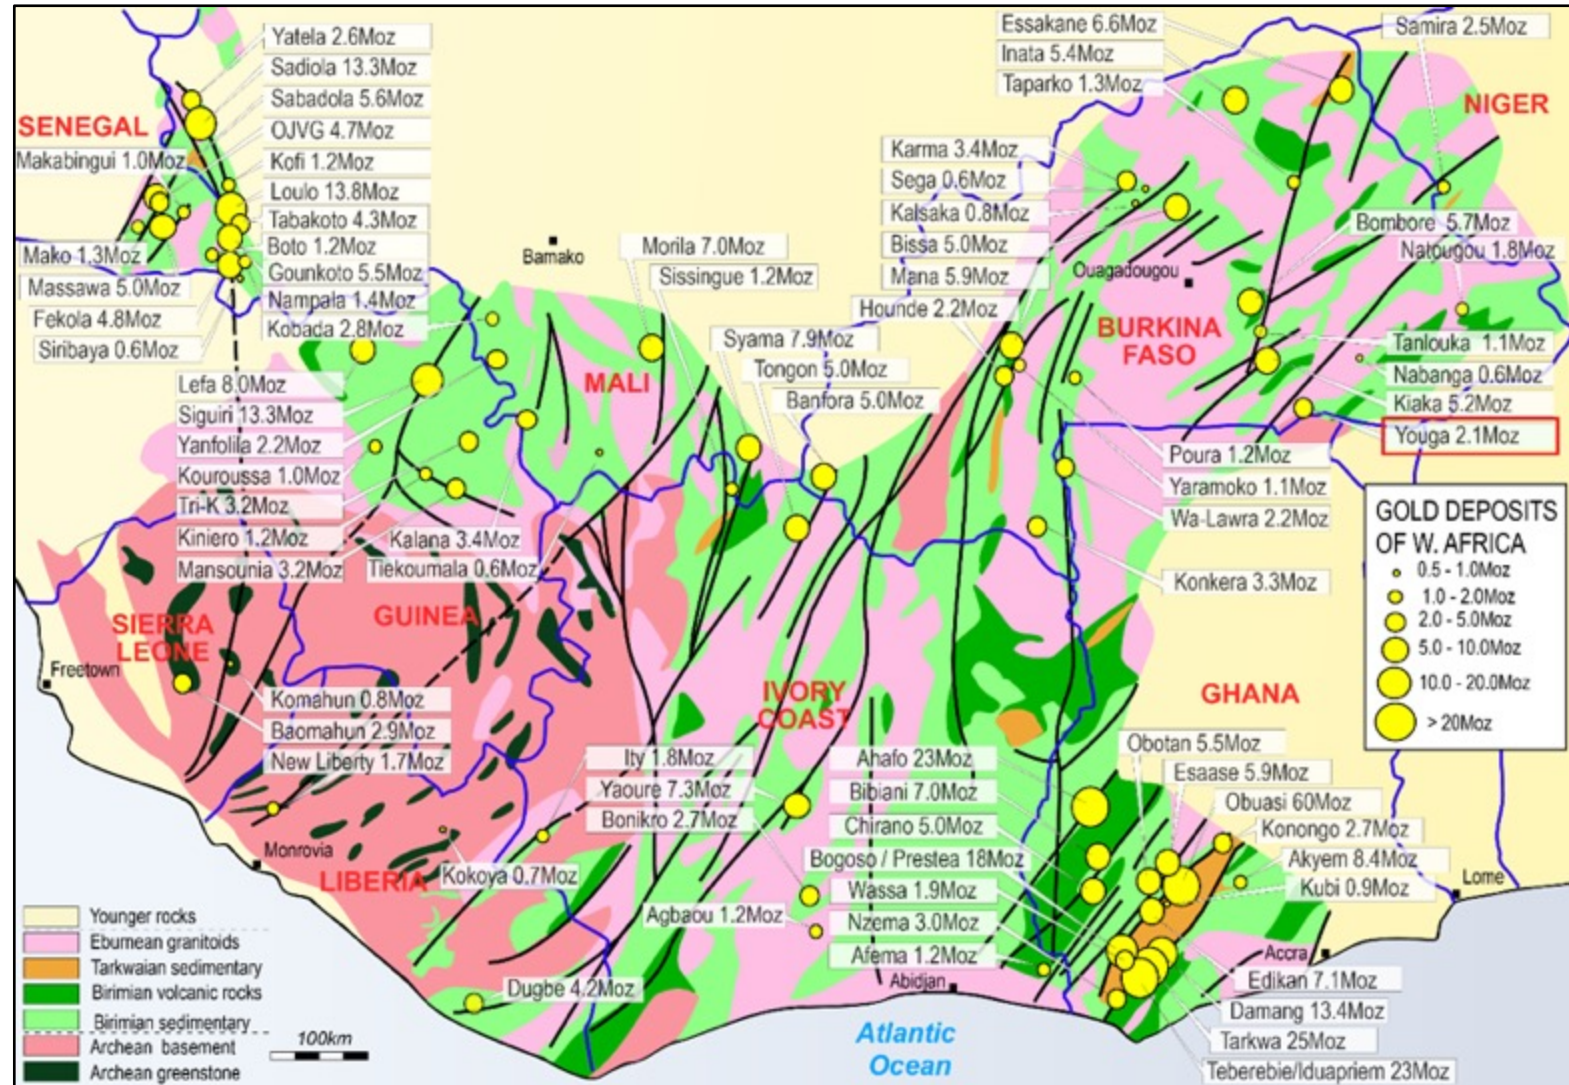 Yatela 2.6Moz
Sadiola 13.3Moz
Sabadola 5.6Moz
OJVG 4.7Moz
Kofi 1.2Moz
Loulo 13.8Moz
Tabakoto 4.3Moz
Boto 1.2Moz
Gounkoto 5.5Moz
Nampala 1.4Moz
Kobada 2.8Moz
SENEGAL
Makabingui 1.0Moz
Mako 1.3Moz
Massawa 5.0Moz
Fekola 4.8Moz
Siribaya 0.6Moz
Bamako
Morila 7.0Moz
Sissingue 1.2Moz
Syama 7.9Moz
Tongon 5.0Moz
Banfora 5.0Moz
MALI
Lefa 8.0Moz
Siguiri 13.3Moz
Yanfolila 2.2Moz
Kouroussa 1.0Moz
Tri-K 3.2Moz
Kiniero 1.2Moz
Mansounia 3.2Moz
Kalana 3.4Moz
Tiekoumala 0.6Moz
Essakane 6.6Moz
Inata 5.4Moz
Taparko 1.3Moz
Samira 2.5Moz
NIGER
Karma 3.4Moz
Sega 0.6Moz
Kalsaka 0.8Moz
Bissa 5.0Moz
Mana 5.9Moz
Hounde 2.2Moz
Ouagadougou
Bombore 5.7Moz
Natougou 1.8Moz
BURKINA
FASO
Tanlouka 1.1Moz
Nabanga 0.6Moz
Kiaka 5.2Moz
Youga 2.1Moz
Poura 1.2Moz
Yaramoko 1.1Moz
Wa-Lawra 2.2Moz
Konkera 3.3Moz
GOLD DEPOSITS
OF W. AFRICA
0.5 - 1.0Moz
1.0 - 2.0Moz
2.0 - 5.0Moz
5.0 - 10.0Moz
10.0 - 20.0Moz
> 20Moz
SIERRA
LEONE
GUINEA
Freetown
Komahun 0.8Moz
Baomahun 2.9Moz
New Liberty 1.7Moz
Monrovia
LIBERIA
Kokoya 0.7Moz
IVORY
COAST
GHANA
Ity 1.8Moz
Yaoure 7.3Moz
Bonikro 2.7Moz
Agbaou 1.2Moz
Dugbe 4.2Moz
Ahafo 23Moz
Bibiani 7.0Moz
Chirano 5.0Moz
Bogoso / Prestea 18Moz
Wassa 1.9Moz
Nzema 3.0Moz
Afema 1.2Moz
Abidjan
Obotan 5.5Moz
Esaase 5.9Moz
Obuasi 60Moz
Konongo 2.7Moz
Akyem 8.4Moz
Kubi 0.9Moz
Lome
Accra
Edikan 7.1Moz
Damang 13.4Moz
Tarkwa 25Moz
Teberebie/Iduapriem 23Moz
Atlantic
Ocean
Younger rocks
Eburnean granitoids
Tarkwaian sedimentary
Birimian volcanic rocks
Birimian sedimentary
Archean basement
Archean greenstone
100km